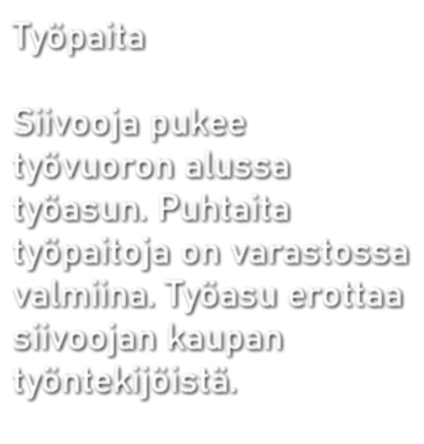 Työpaita
Siivooja pukee
työvuoron alussa
työasun. Puhtaita
työpaitoja on varastossa
valmiina. Työasu erottaa
siivoojan kaupan
työntekijöistä.